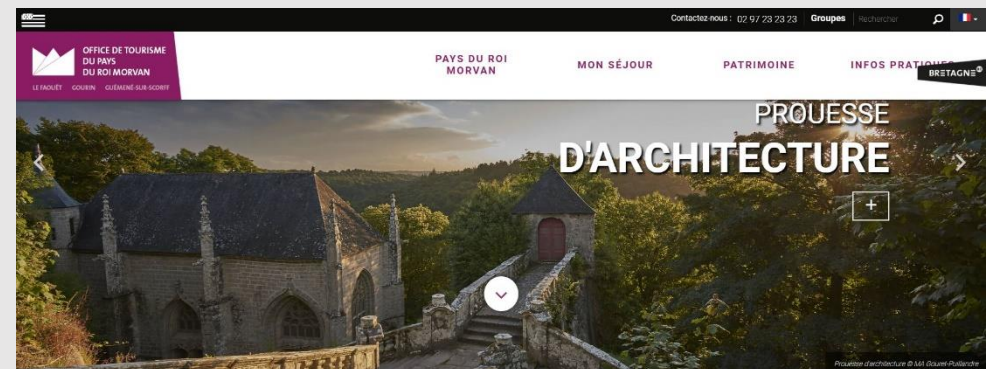 Contactez-nous : 02 97 23 23 23 Groupes Rechercher
OFFICE DE TOURISME
DU PAYS
DU ROI MORVAN
LE FAOUËT GOURIN GUÉMENÉ-SUR-SCORFF
PAYS DU ROI
MORVAN
MON SÉJOUR
PATRIMOINE
INFOS PRATIQUES
BRETAGNE
PROUESSE
D'ARCHITECTURE
+
Prouesse d'architecture © MA Gouret-Puillandre